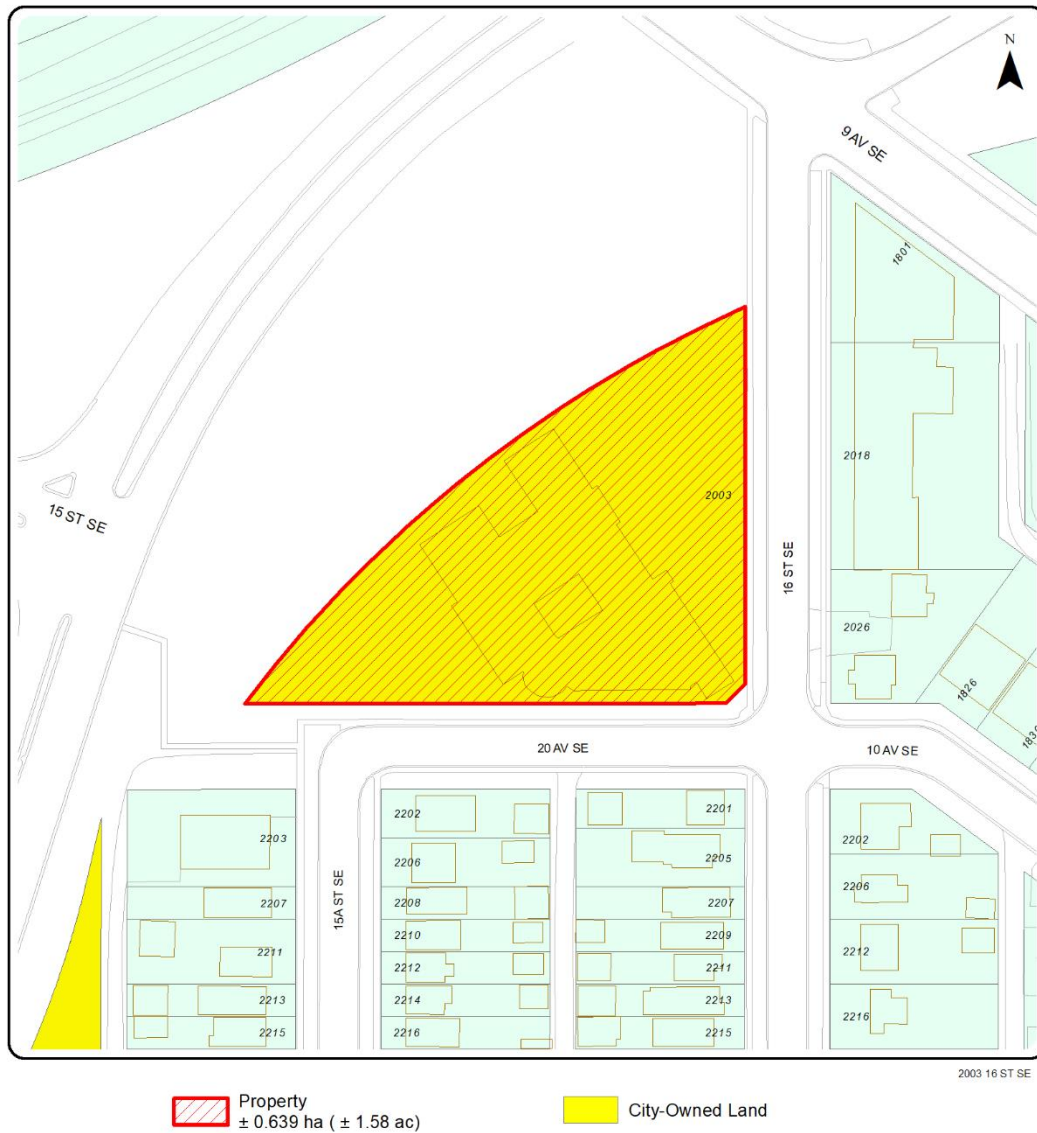 N
9 AV SE
1801
15 ST SE
2018
2003
16 ST SE
2026
1826
1830
20 AV SE
10 AV SE
2203
2202
2201
2202
2206
2205
2206
15A ST SE
2207
2208
2207
2210
2209
2211
2212
2211
2212
2213
2214
2213
2215
2216
2215
2216
2003 16 ST SE
Property
± 0.639 ha ( ± 1.58 ac)
City-Owned Land